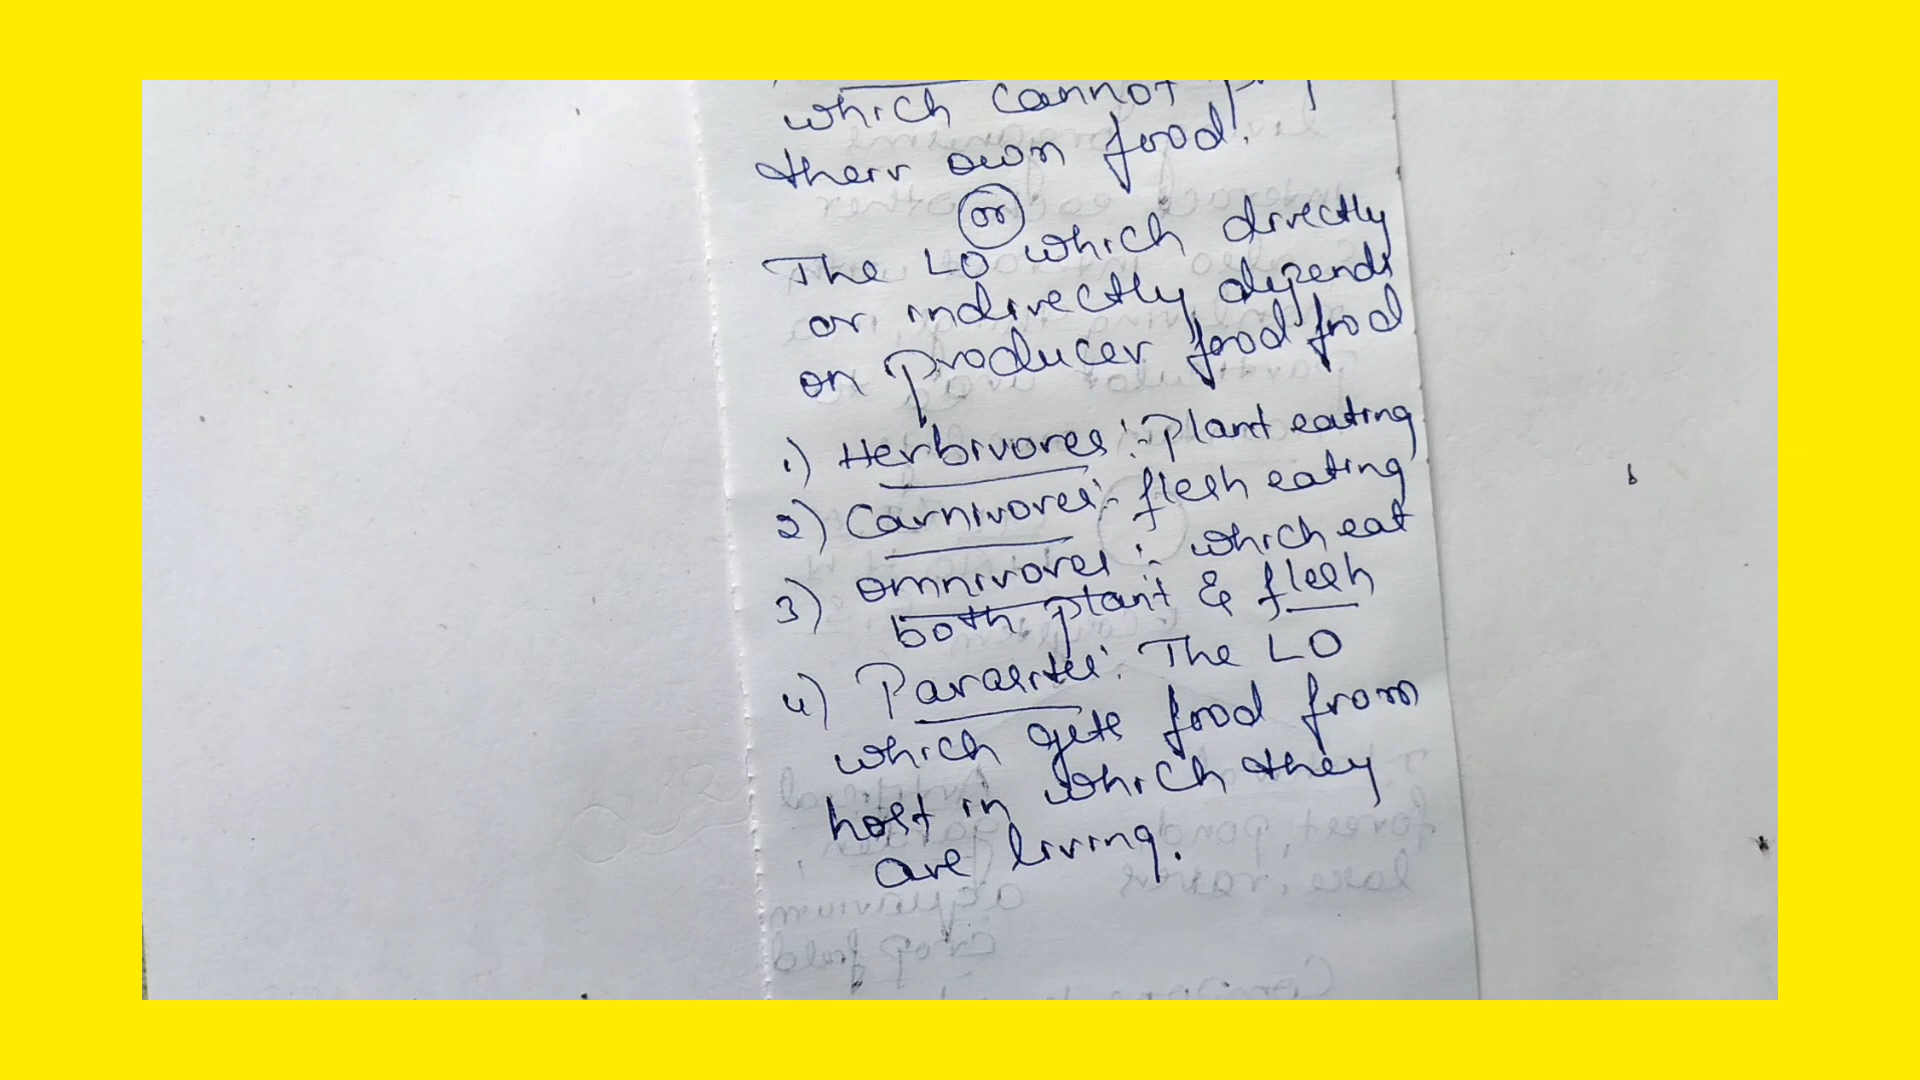 which cannot
their own food.
or
The LO which directly
or indirectly depends
on producer food food
1) Herbivores :- Plant eating
2) Carnivores :- flesh eating
3) omnivores :- which eat
both plant & flesh
4) Parasites : The LO
which gets food from
host in which they
are living.